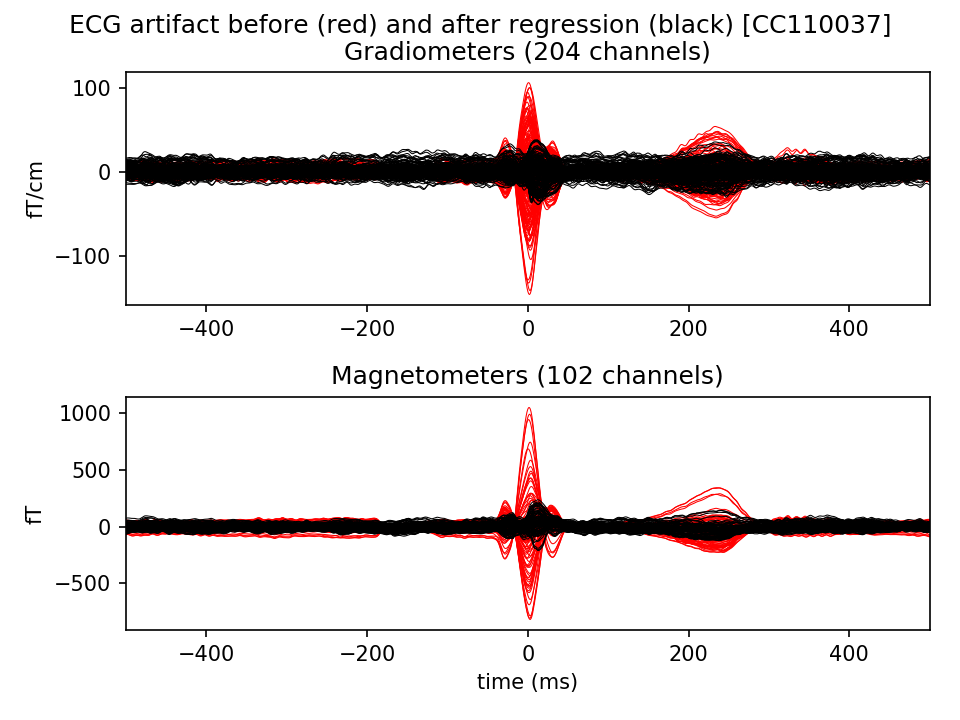 ECG artifact before (red) and after regression (black) [CC110037]
Gradiometers (204 channels)
100
0
−100
fT/cm
−400 −200 0 200 400
Magnetometers (102 channels)
1000
500
0
−500
fT
−400 −200 0 200 400
time (ms)